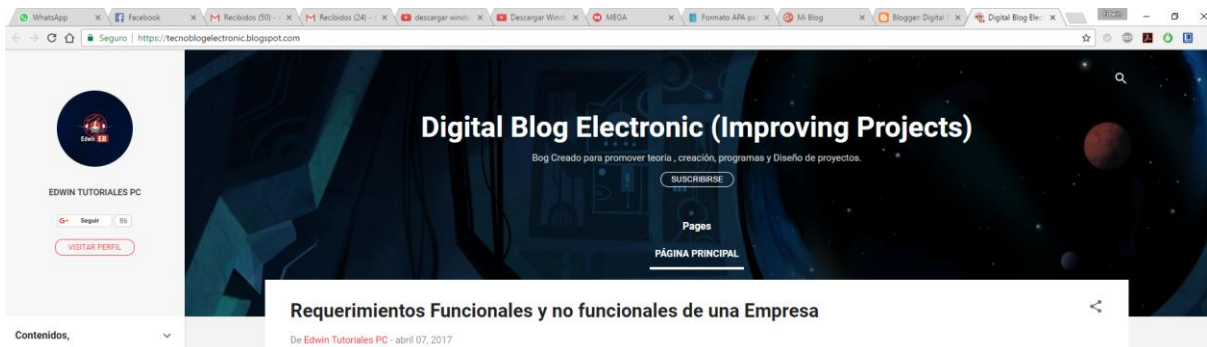 WhatsApp
Facebook
Recibidos (50) -
Recibidos (24) -
descargar windo
Descargar Wind
MEGA
Formato APA pa
Mi Blog
Blogger: Digital
Digital Blog Elec
Edwin
Seguro | https://tecnoblogelectronic.blogspot.com
Edwin EB
EDWIN TUTORIALES PC
G+ Seguir 86
VISITAR PERFIL
Contenidos,
Digital Blog Electronic (Improving Projects)
Bog Creado para promover teoría , creación, programas y Diseño de proyectos.
SUSCRIBIRSE
Pages
PÁGINA PRINCIPAL
Requerimientos Funcionales y no funcionales de una Empresa
De Edwin Tutoriales PC - abril 07, 2017